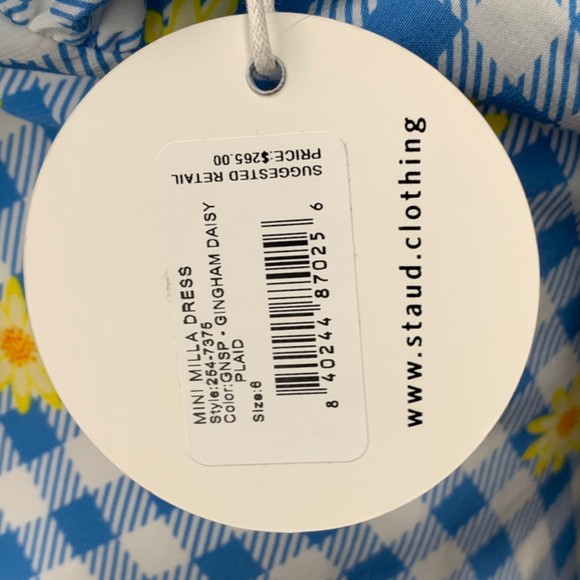 MINI MILLA DRESS
Style:254-7375
Color:GNSP - GINGHAM DAISY
PLAID
Size:6
8 40244 87025 6
SUGGESTED RETAIL
PRICE:$265.00
www.staud.clothing